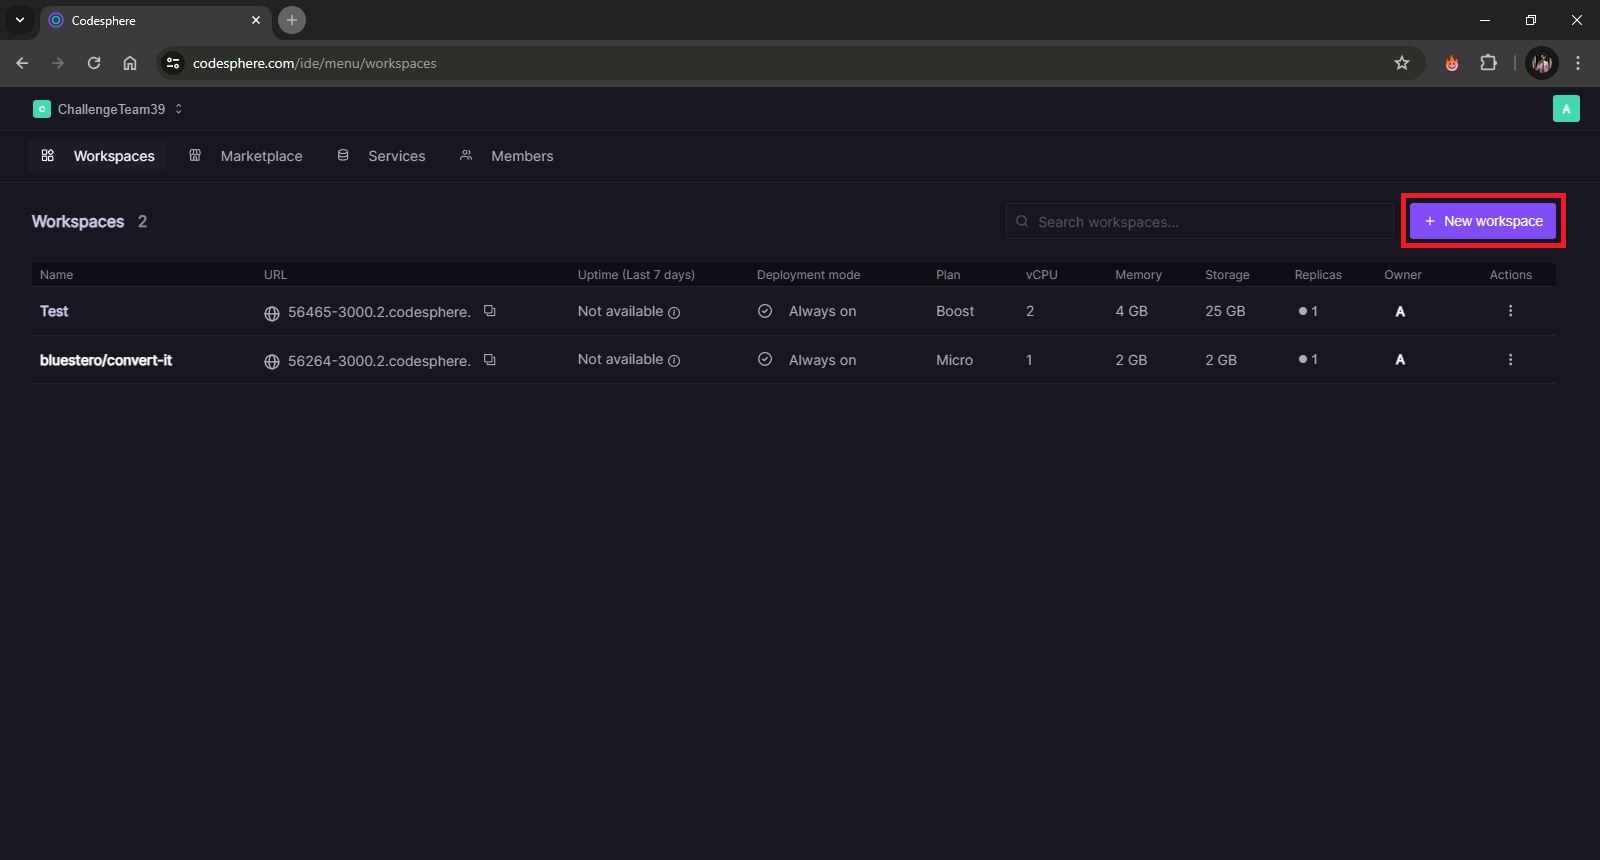 Codesphere
codesphere.com/ide/menu/workspaces
C ChallengeTeam39
A
Workspaces Marketplace Services Members
Workspaces 2
Search workspaces...
+ New workspace
Name URL Uptime (Last 7 days) Deployment mode Plan vCPU Memory Storage Replicas Owner Actions
Test 56465-3000.2.codesphere. Not available Always on Boost 2 4 GB 25 GB 1 A
bluestero/convert-it 56264-3000.2.codesphere. Not available Always on Micro 1 2 GB 2 GB 1 A